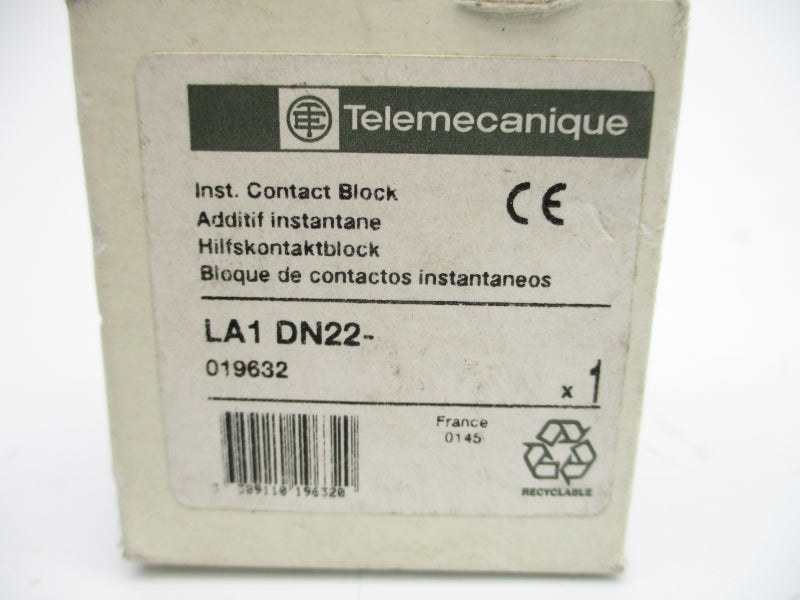 Telemecanique
Inst. Contact Block
CE
Additif instantane
Hilfskontaktblock
Bloque de contactos instantaneos
LA1 DN22-
019632
x 1
France
0145
3 389110 196320
RECYCLABLE